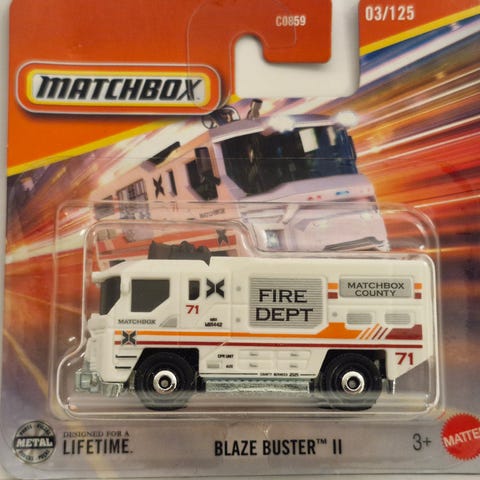 C0859
03/125
MATCHBOX
FIRE
DEPT
MATCHBOX
COUNTY
71
MATCHBOX
71
METAL
DESIGNED FOR A
LIFETIME.
BLAZE BUSTER™ II
3+
MATTEL